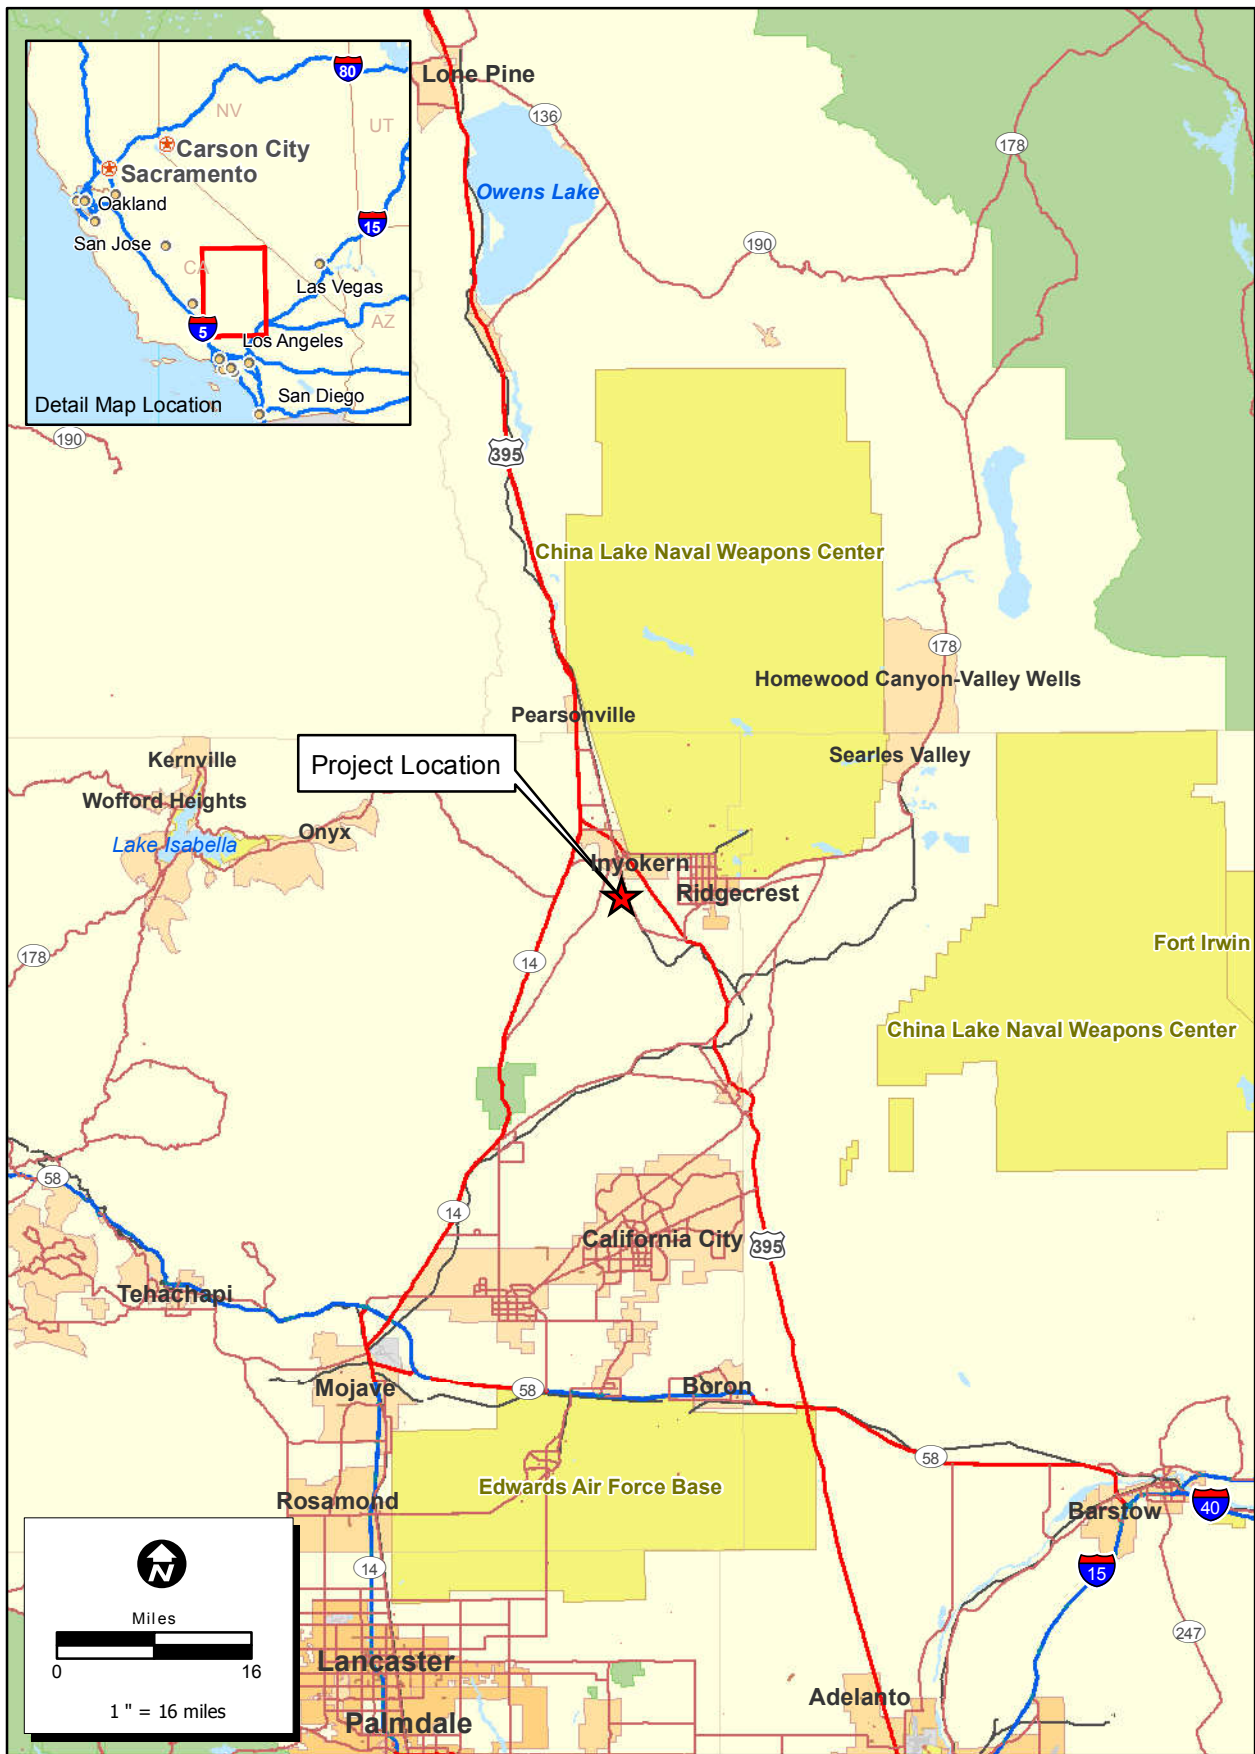 80
NV
UT
Carson City
Sacramento
Oakland
15
San Jose
CA
Las Vegas
5
AZ
Los Angeles
San Diego
Detail Map Location
Lone Pine
136
178
Owens Lake
190
190
395
China Lake Naval Weapons Center
178
Homewood Canyon-Valley Wells
Pearsonville
Kernville
Searles Valley
Project Location
Wofford Heights
Onyx
Lake Isabella
Inyokern
Ridgecrest
178
14
Fort Irwin
China Lake Naval Weapons Center
58
14
California City
395
Tehachapi
Mojave
58
Boron
58
Edwards Air Force Base
Rosamond
Barstow
40
14
15
N
Miles
0 16
1 " = 16 miles
247
Lancaster
Adelanto
Palmdale